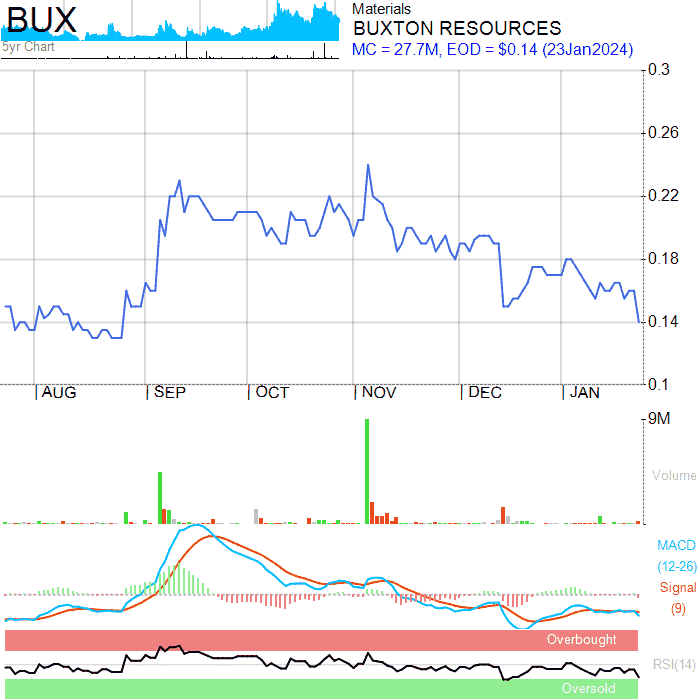 BUX
5yr Chart
Materials
BUXTON RESOURCES
MC = 27.7M, EOD = $0.14 (23Jan2024)
0.3
0.26
0.22
0.18
0.14
0.1
AUG SEP OCT NOV DEC JAN
9M
Volume
MACD
(12-26)
Signal
(9)
Overbought
RSI(14)
Oversold